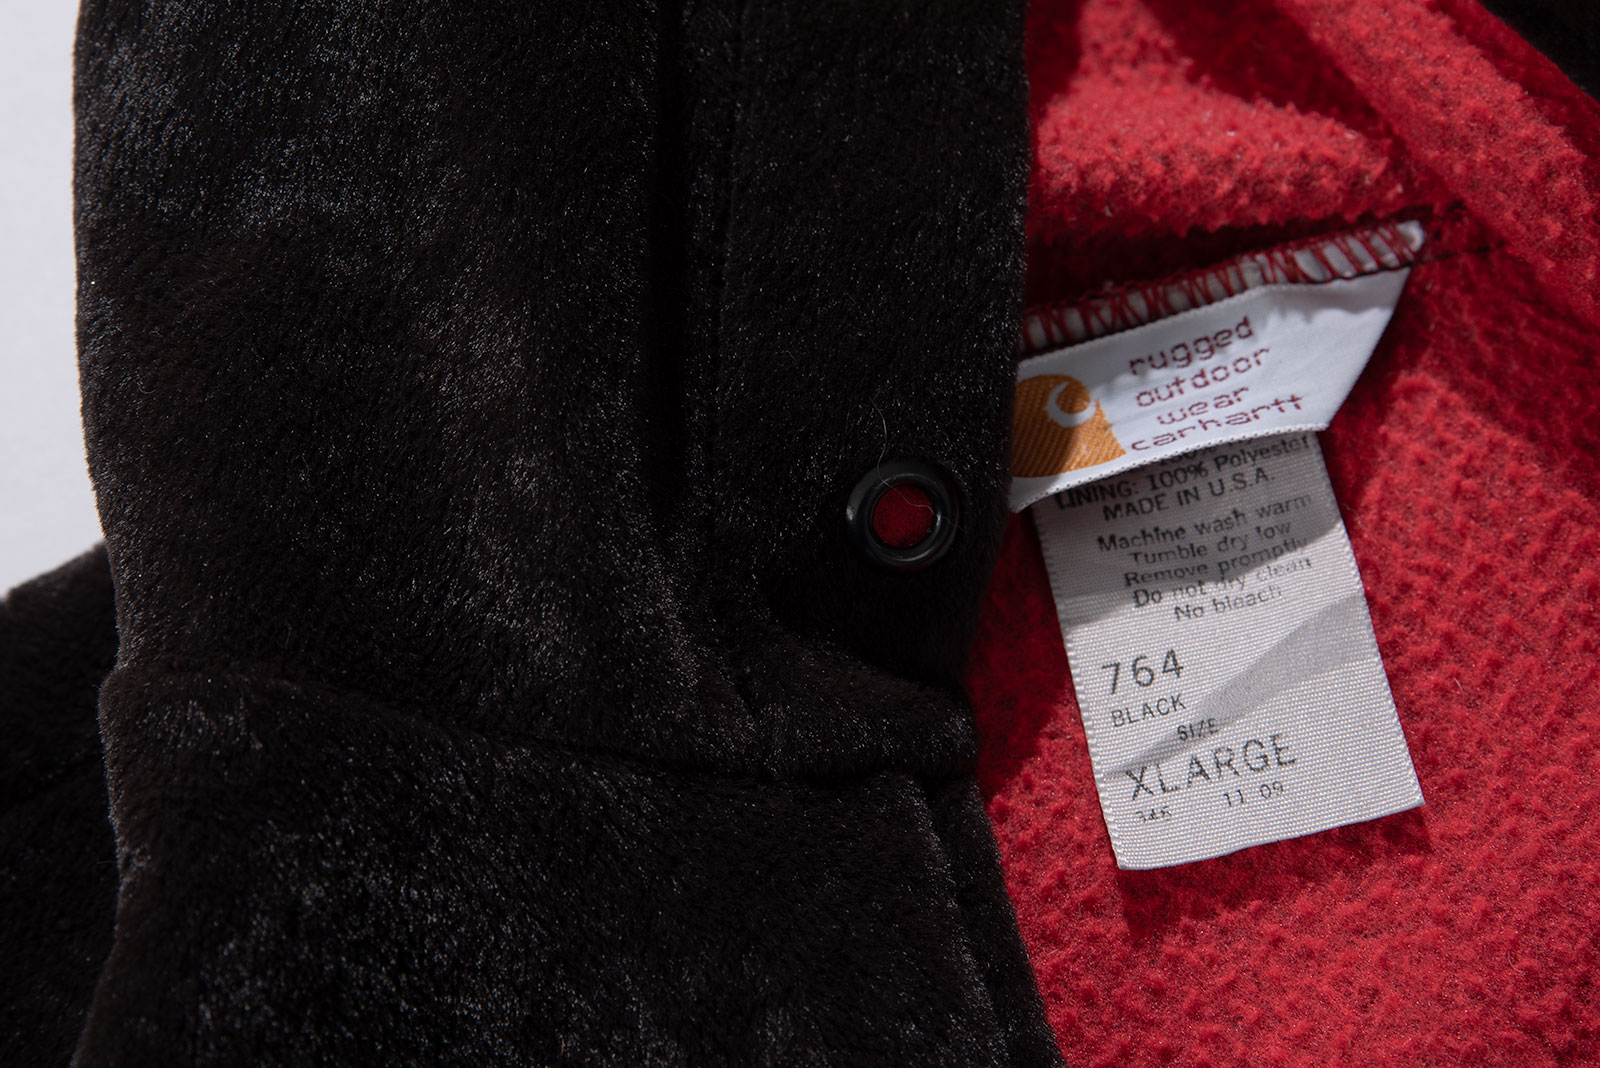 rugged
outdoor
wear
carhartt
LINING: 100% Polyester
MADE IN U.S.A.
Machine wash warm
Tumble dry low
Remove promptly
Do not dry clean
No bleach
764
BLACK
SIZE
XLARGE
11 09